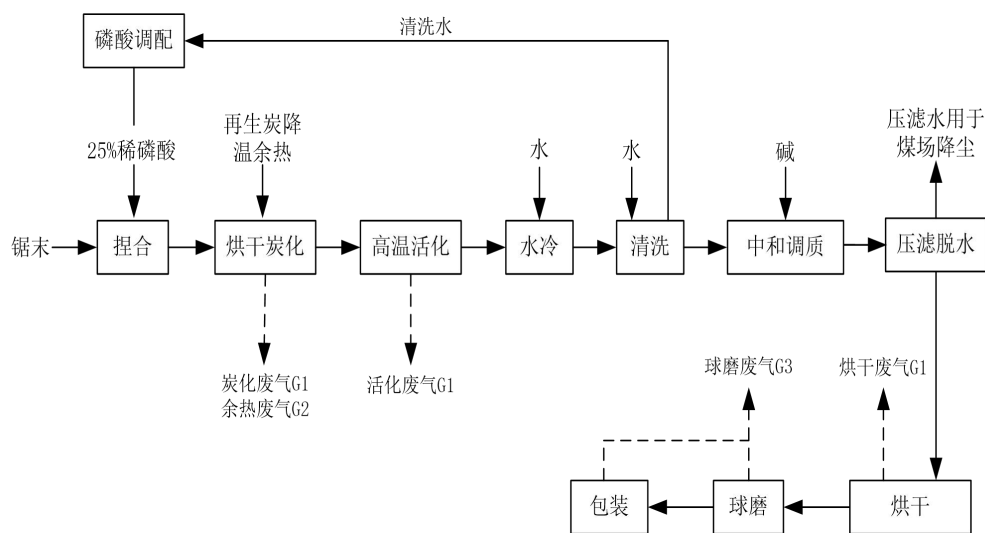 清洗水
磷酸调配
再生炭降
温余热
25%稀磷酸
水
水
碱
压滤水用于
煤场降尘
锯末
捏合
烘干炭化
高温活化
水冷
清洗
中和调质
压滤脱水
炭化废气G1
余热废气G2
活化废气G1
球磨废气G3
烘干废气G1
包装
球磨
烘干